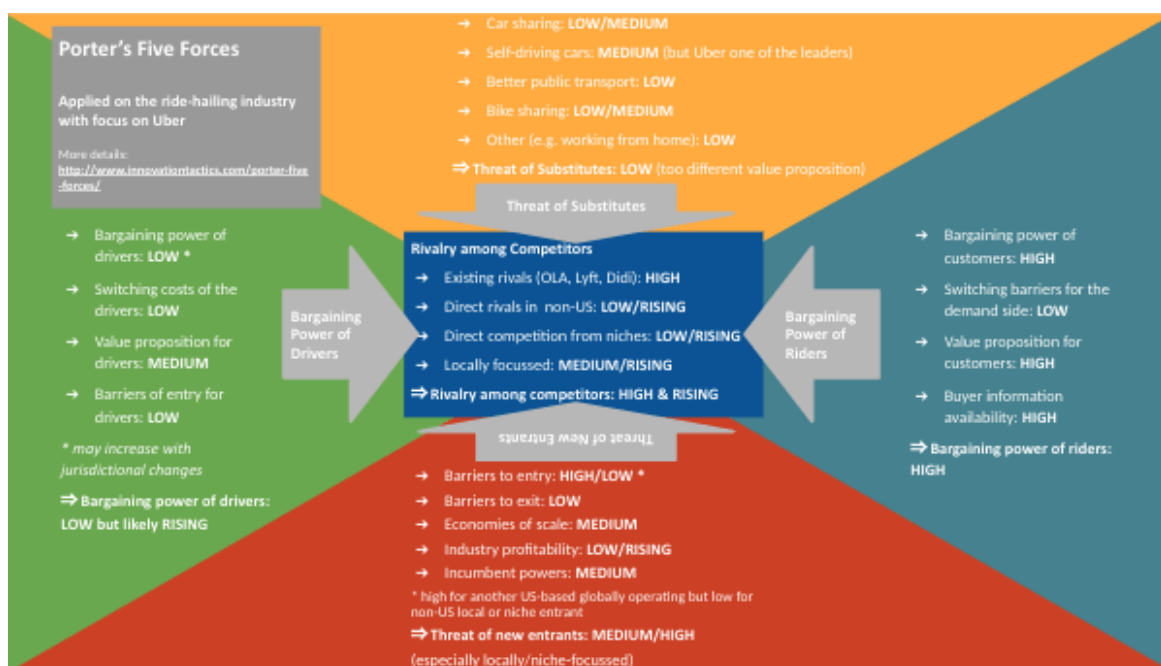 Porter's Five Forces
Applied on the ride-hailing industry
with focus on Uber
More details:
http://www.innovationtactics.com/porter-five
-forces/
➔ Car sharing: LOW/MEDIUM
➔ Self-driving cars: MEDIUM (but Uber one of the leaders)
➔ Better public transport: LOW
➔ Bike sharing: LOW/MEDIUM
➔ Other (e.g. working from home): LOW
⇒ Threat of Substitutes: LOW (too different value proposition)
Threat of Substitutes
➔ Bargaining power of
drivers: LOW *
➔ Switching costs of the
drivers: LOW
➔ Value proposition for
drivers: MEDIUM
➔ Barriers of entry for
drivers: LOW
* may increase with
jurisdictional changes
⇒ Bargaining power of drivers:
LOW but likely RISING
Bargaining
Power of
Drivers
Rivalry among Competitors
➔ Existing rivals (OLA, Lyft, Didi): HIGH
➔ Direct rivals in non-US: LOW/RISING
➔ Direct competition from niches: LOW/RISING
➔ Locally focussed: MEDIUM/RISING
⇒ Rivalry among competitors: HIGH & RISING
Bargaining
Power of
Riders
➔ Bargaining power of
customers: HIGH
➔ Switching barriers for the
demand side: LOW
➔ Value proposition for
customers: HIGH
➔ Buyer information
availability: HIGH
⇒ Bargaining power of riders:
HIGH
Threat of New Entrants
➔ Barriers to entry: HIGH/LOW *
➔ Barriers to exit: LOW
➔ Economies of scale: MEDIUM
➔ Industry profitability: LOW/RISING
➔ Incumbent powers: MEDIUM
* high for another US-based globally operating but low for
non-US local or niche entrant
⇒ Threat of new entrants: MEDIUM/HIGH
(especially locally/niche-focussed)